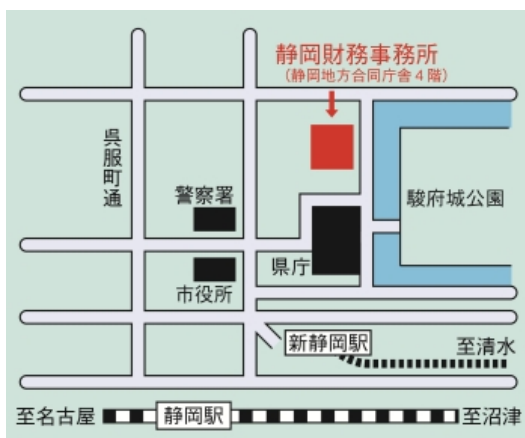 静岡財務事務所
（静岡地方合同庁舎４階）
呉服町通
警察署
駿府城公園
県庁
市役所
新静岡駅
至清水
至名古屋
静岡駅
至沼津